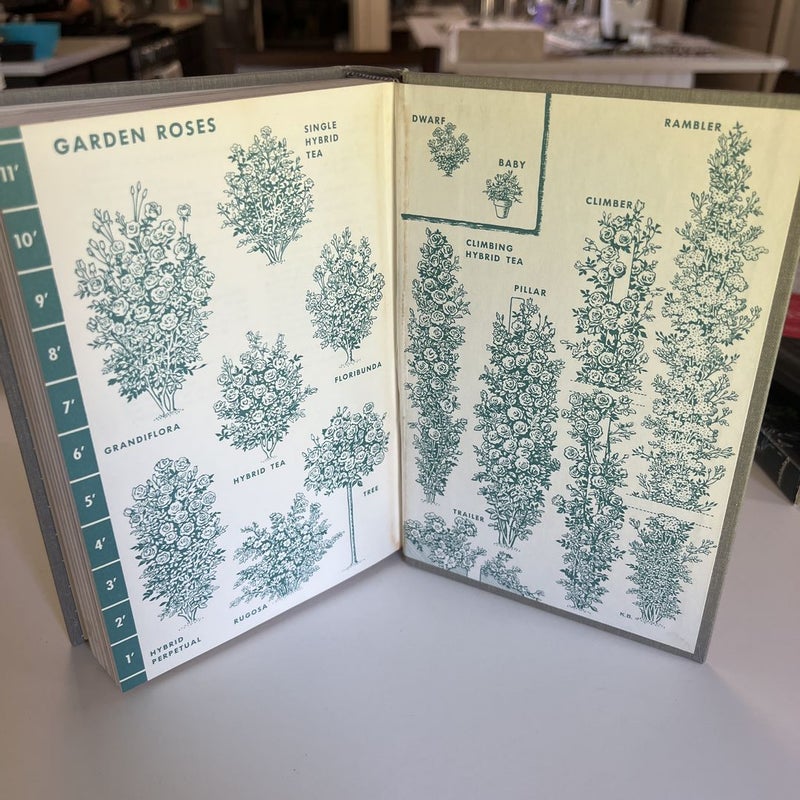 GARDEN ROSES
11'
10'
9'
8'
7'
6'
5'
4'
3'
2'
1'
SINGLE
HYBRID
TEA
GRANDIFLORA
FLORIBUNDA
HYBRID TEA
TREE
HYBRID
PERPETUAL
RUGOSA
DWARF
BABY
CLIMBING
HYBRID TEA
PILLAR
CLIMBER
RAMBLER
TRAILER
K.B.